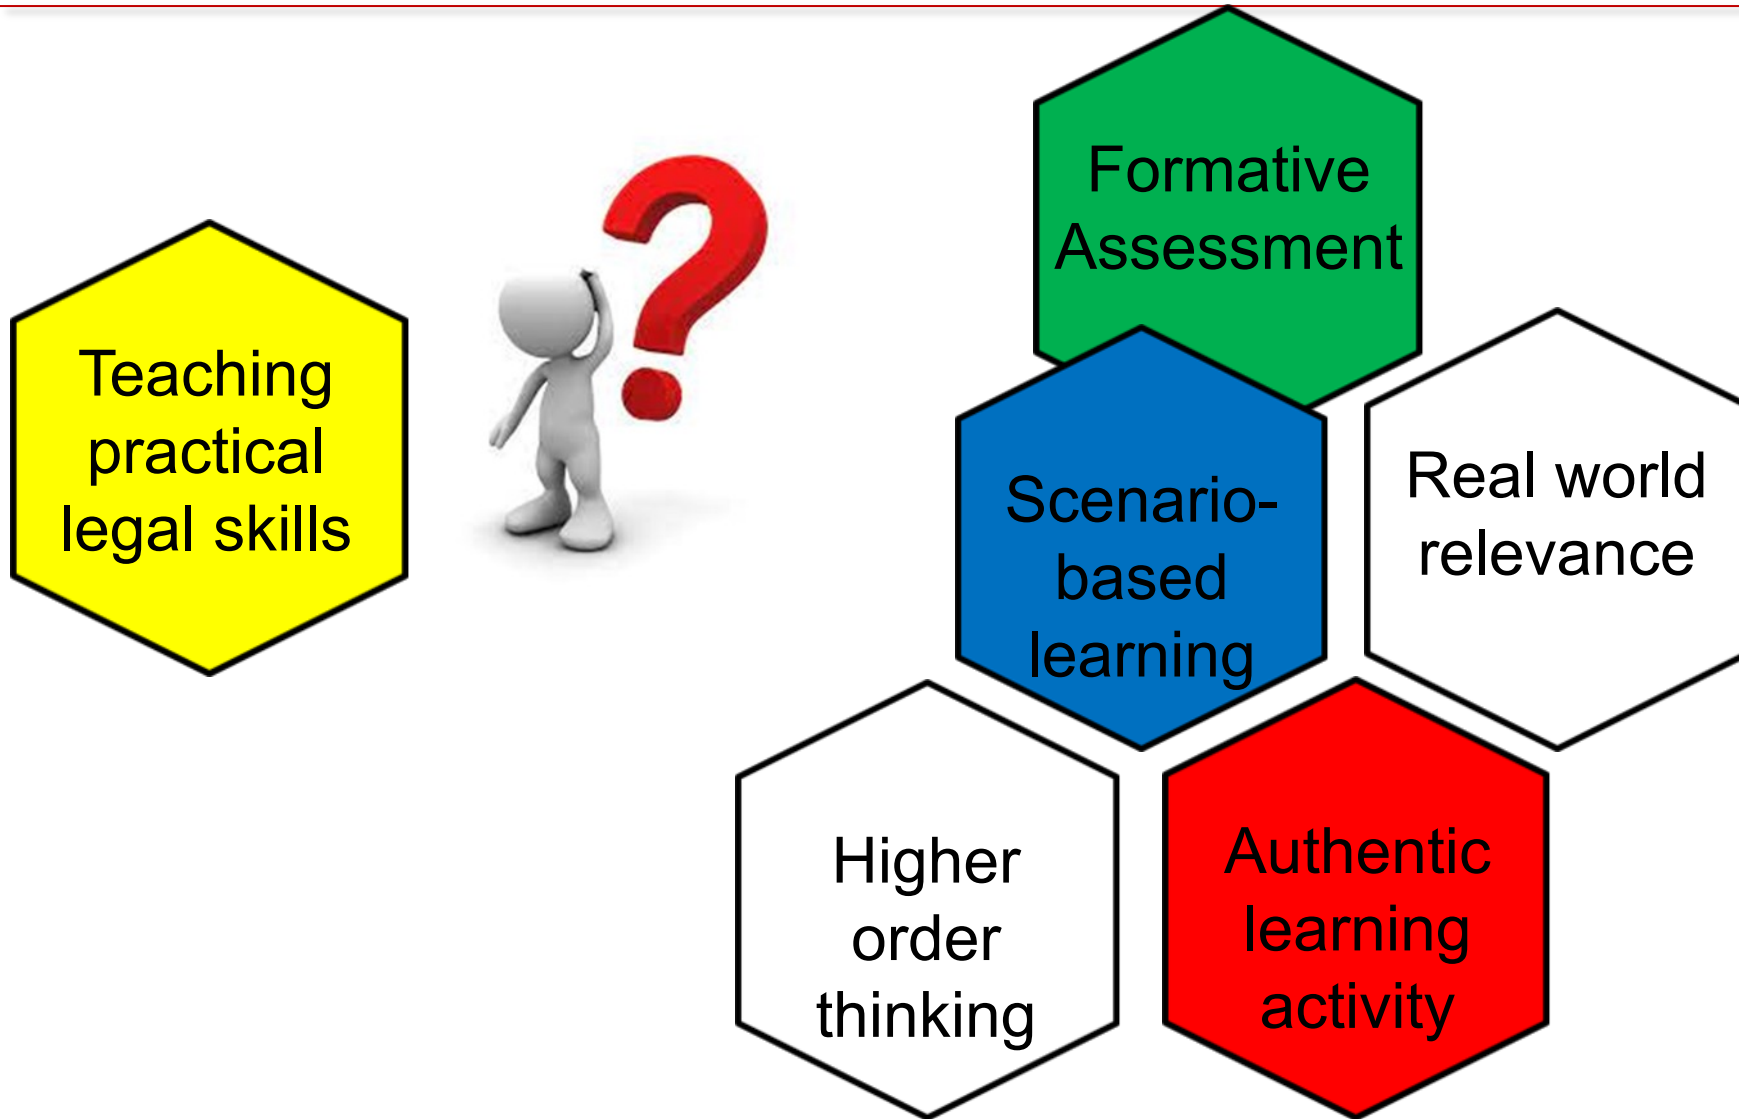 Teaching
practical
legal skills
Formative
Assessment
Scenario-
based
learning
Real world
relevance
Higher
order
thinking
Authentic
learning
activity